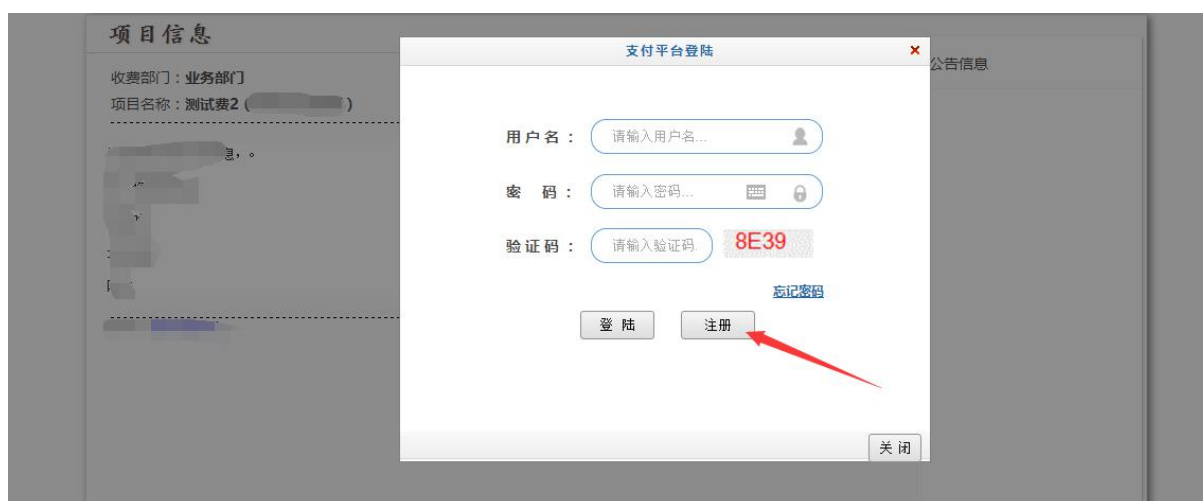 项目信息
收费部门：业务部门
项目名称：测试费2 ( )
息，。
支付平台登陆
用户名：
请输入用户名...
密 码：
请输入密码...
验证码：
请输入验证码
8E39
忘记密码
登 陆
注册
关 闭
公告信息